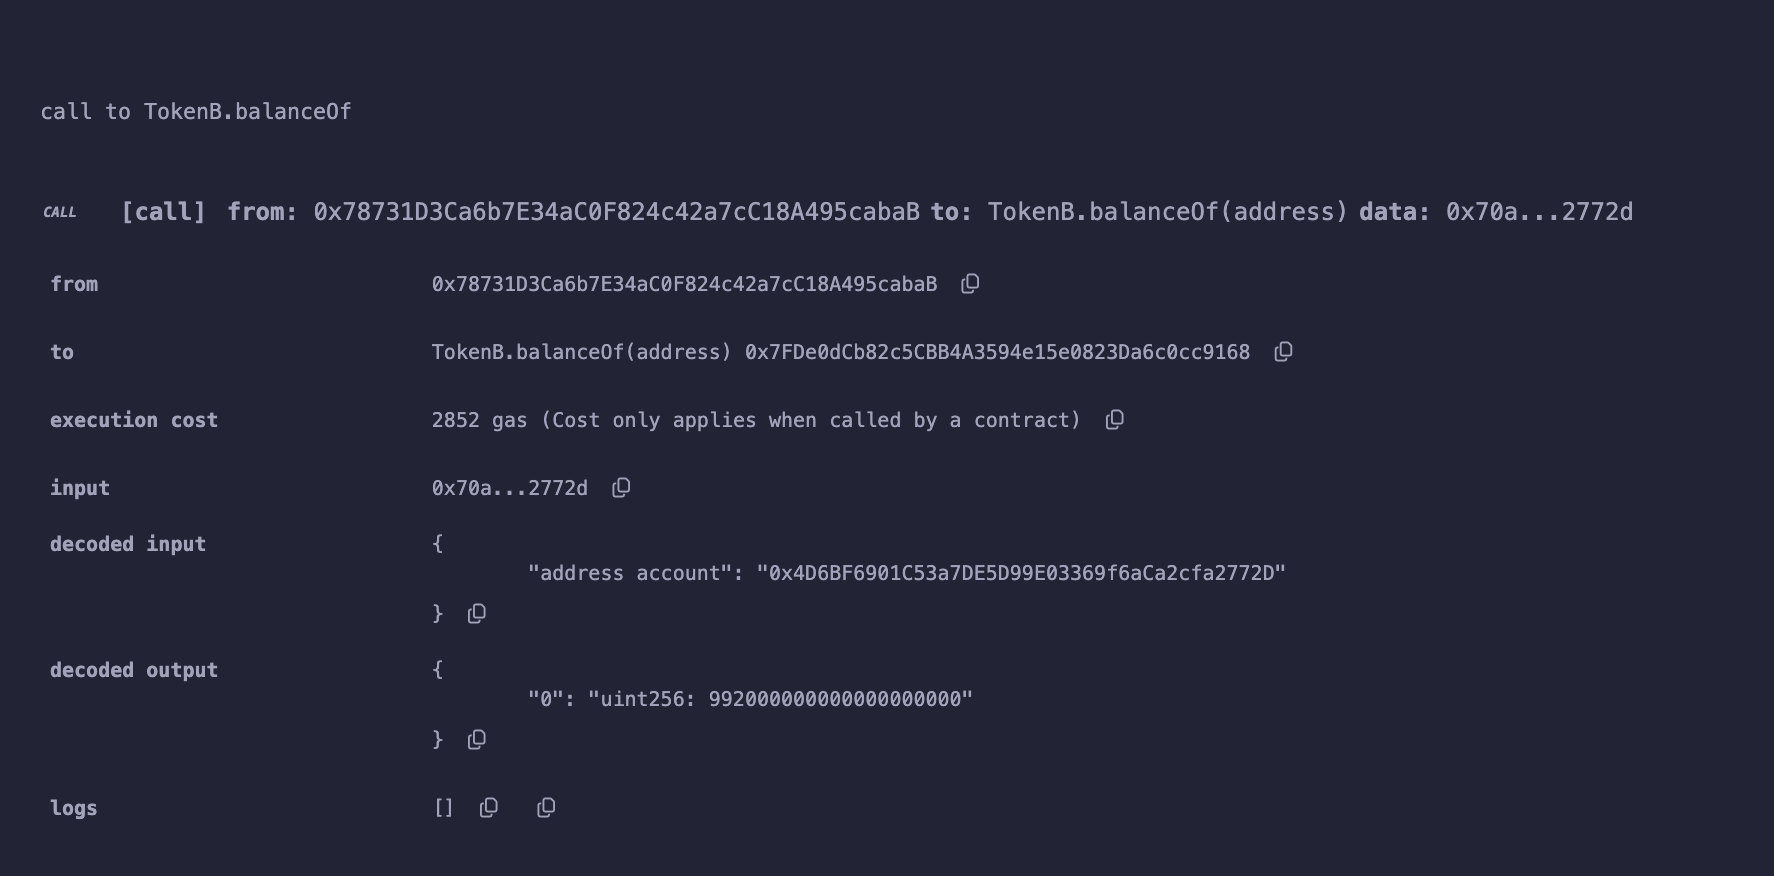 call to TokenB.balanceOf
CALL [call] from: 0x78731D3Ca6b7E34aC0F824c42a7cC18A495cabaB to: TokenB.balanceOf(address) data: 0x70a...2772d
from 0x78731D3Ca6b7E34aC0F824c42a7cC18A495cabaB
to TokenB.balanceOf(address) 0x7FDe0dCb82c5CBB4A3594e15e0823Da6c0cc9168
execution cost 2852 gas (Cost only applies when called by a contract)
input 0x70a...2772d
decoded input {
"address account": "0x4D6BF6901C53a7DE5D99E03369f6aCa2cfa2772D"
}
decoded output {
"0": "uint256: 992000000000000000000"
}
logs []